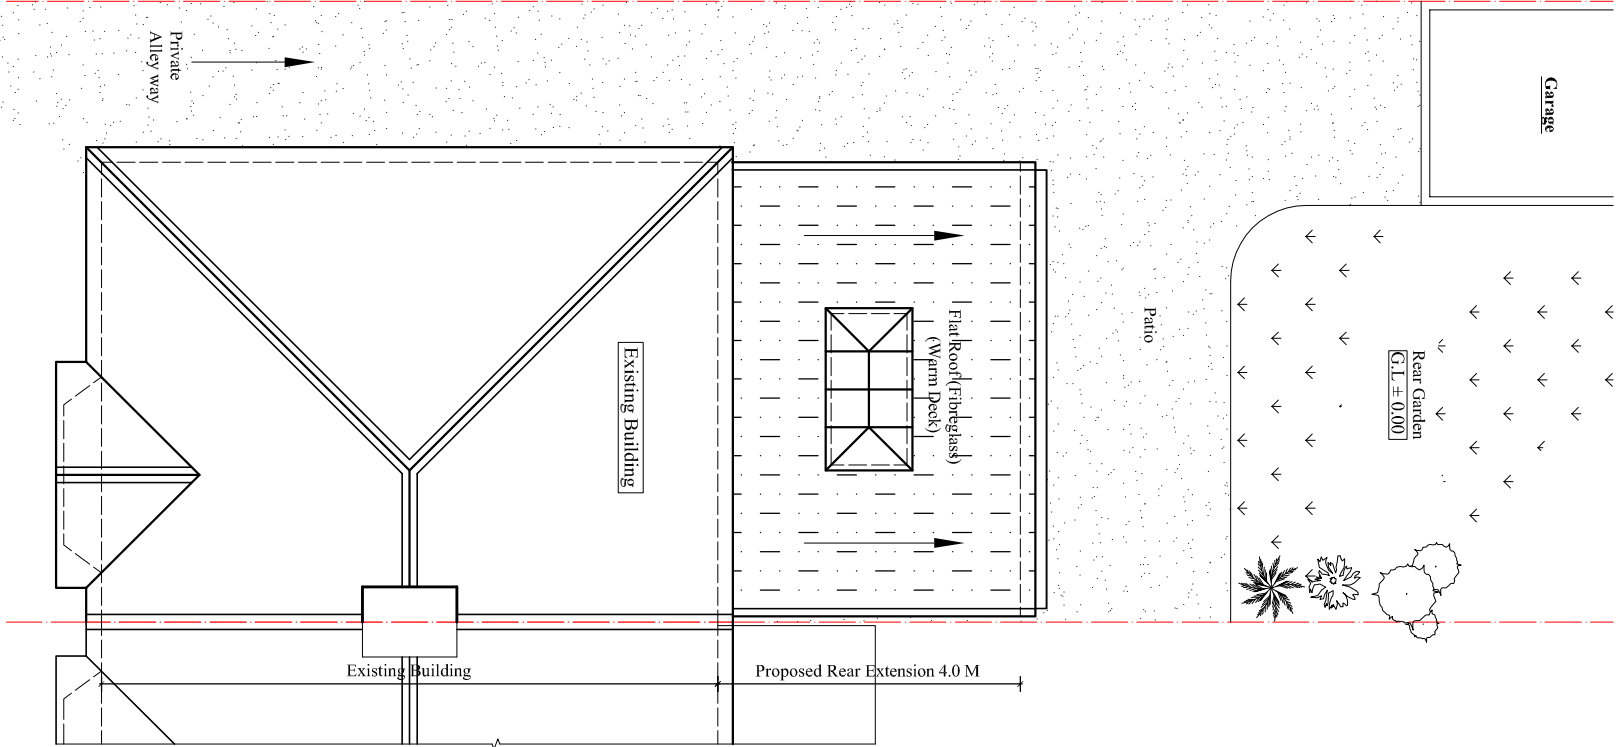 Private
Alley way
Garage
Existing Building
Flat Roof (Fibreglass)
(Warm Deck)
Patio
Rear Garden
G.L ± 0.00
Existing Building
Proposed Rear Extension 4.0 M